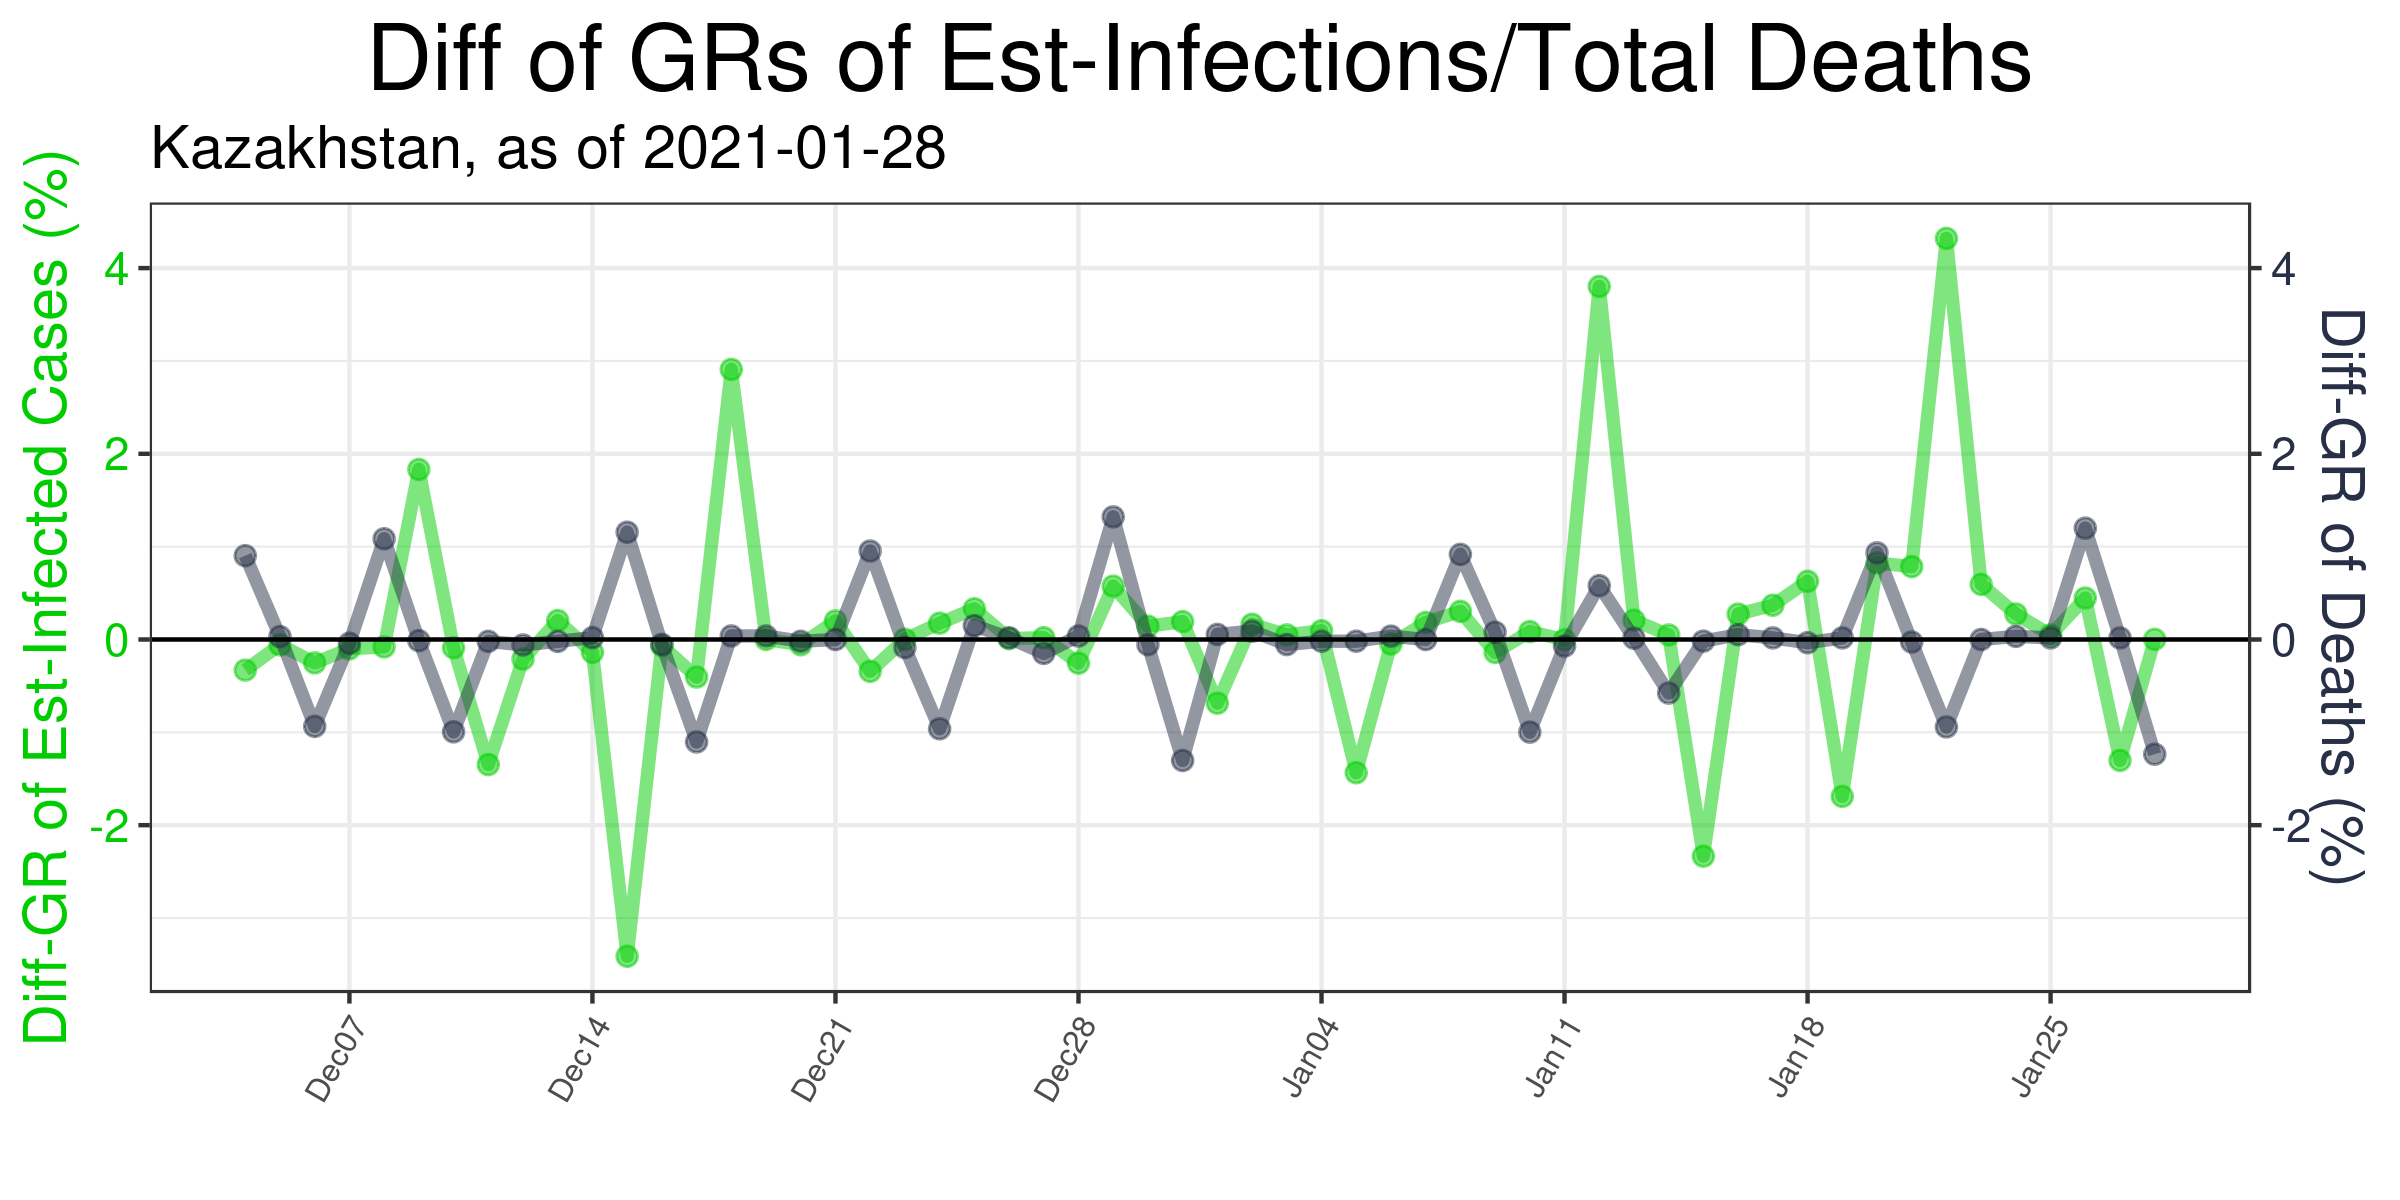 Diff of GRs of Est-Infections/Total Deaths
Kazakhstan, as of 2021-01-28
Diff-GR of Est-Infected Cases (%)
4
2
0
-2
4
2
0
-2
Diff-GR of Deaths (%)
Dec07
Dec14
Dec21
Dec28
Jan04
Jan11
Jan18
Jan25